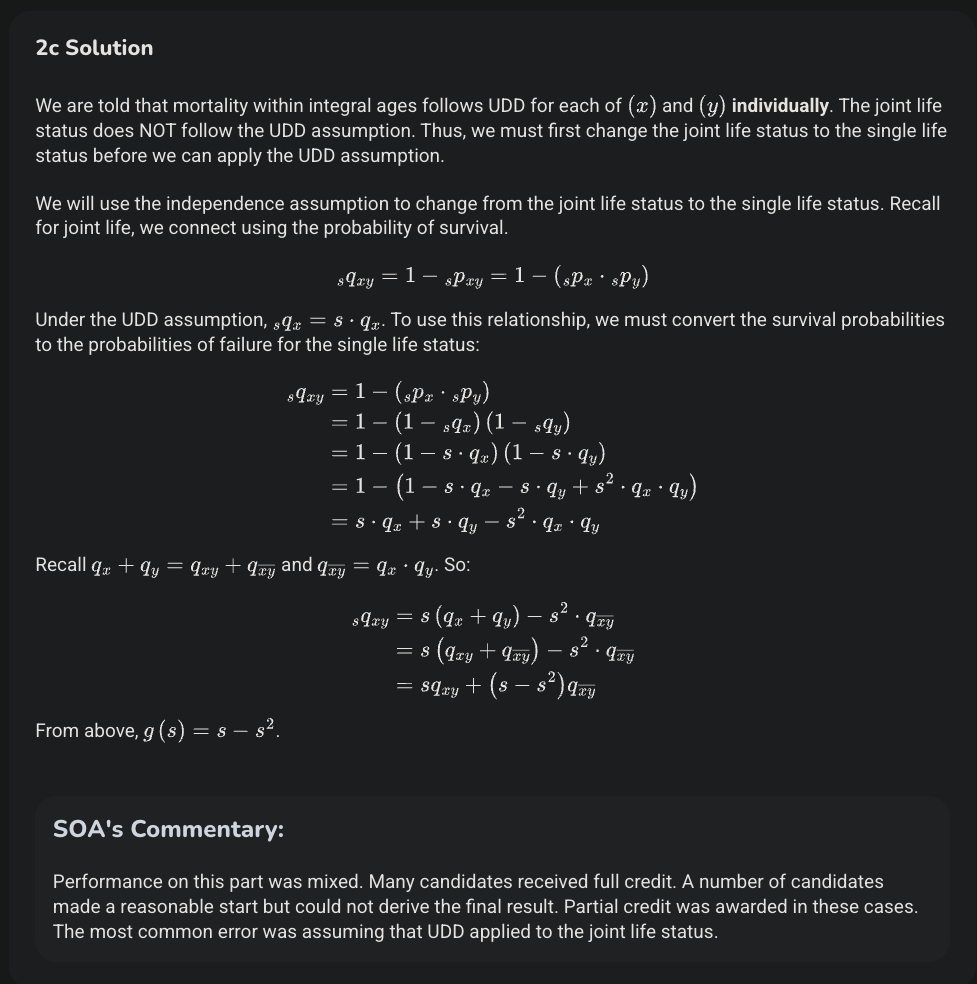 2c Solution
We are told that mortality within integral ages follows UDD for each of (x) and (y) individually. The joint life
status does NOT follow the UDD assumption. Thus, we must first change the joint life status to the single life
status before we can apply the UDD assumption.
We will use the independence assumption to change from the joint life status to the single life status. Recall
for joint life, we connect using the probability of survival.
$_sq_{xy} = 1 - {}_sp_{xy} = 1 - ({}_sp_x \cdot {}_sp_y)$
Under the UDD assumption, $_sq_x = s \cdot q_x$. To use this relationship, we must convert the survival probabilities
to the probabilities of failure for the single life status:
$_sq_{xy} = 1 - ({}_sp_x \cdot {}_sp_y)$
$= 1 - (1 - {}_sq_x)(1 - {}_sq_y)$
$= 1 - (1 - s \cdot q_x)(1 - s \cdot q_y)$
$= 1 - (1 - s \cdot q_x - s \cdot q_y + s^2 \cdot q_x \cdot q_y)$
$= s \cdot q_x + s \cdot q_y - s^2 \cdot q_x \cdot q_y$
Recall $q_x + q_y = q_{xy} + q_{\overline{xy}}$ and $q_{\overline{xy}} = q_x \cdot q_y$. So:
$_sq_{xy} = s(q_x + q_y) - s^2 \cdot q_{\overline{xy}}$
$= s(q_{xy} + q_{\overline{xy}}) - s^2 \cdot q_{\overline{xy}}$
$= sq_{xy} + (s - s^2)q_{\overline{xy}}$
From above, $g(s) = s - s^2$.
SOA's Commentary:
Performance on this part was mixed. Many candidates received full credit. A number of candidates
made a reasonable start but could not derive the final result. Partial credit was awarded in these cases.
The most common error was assuming that UDD applied to the joint life status.